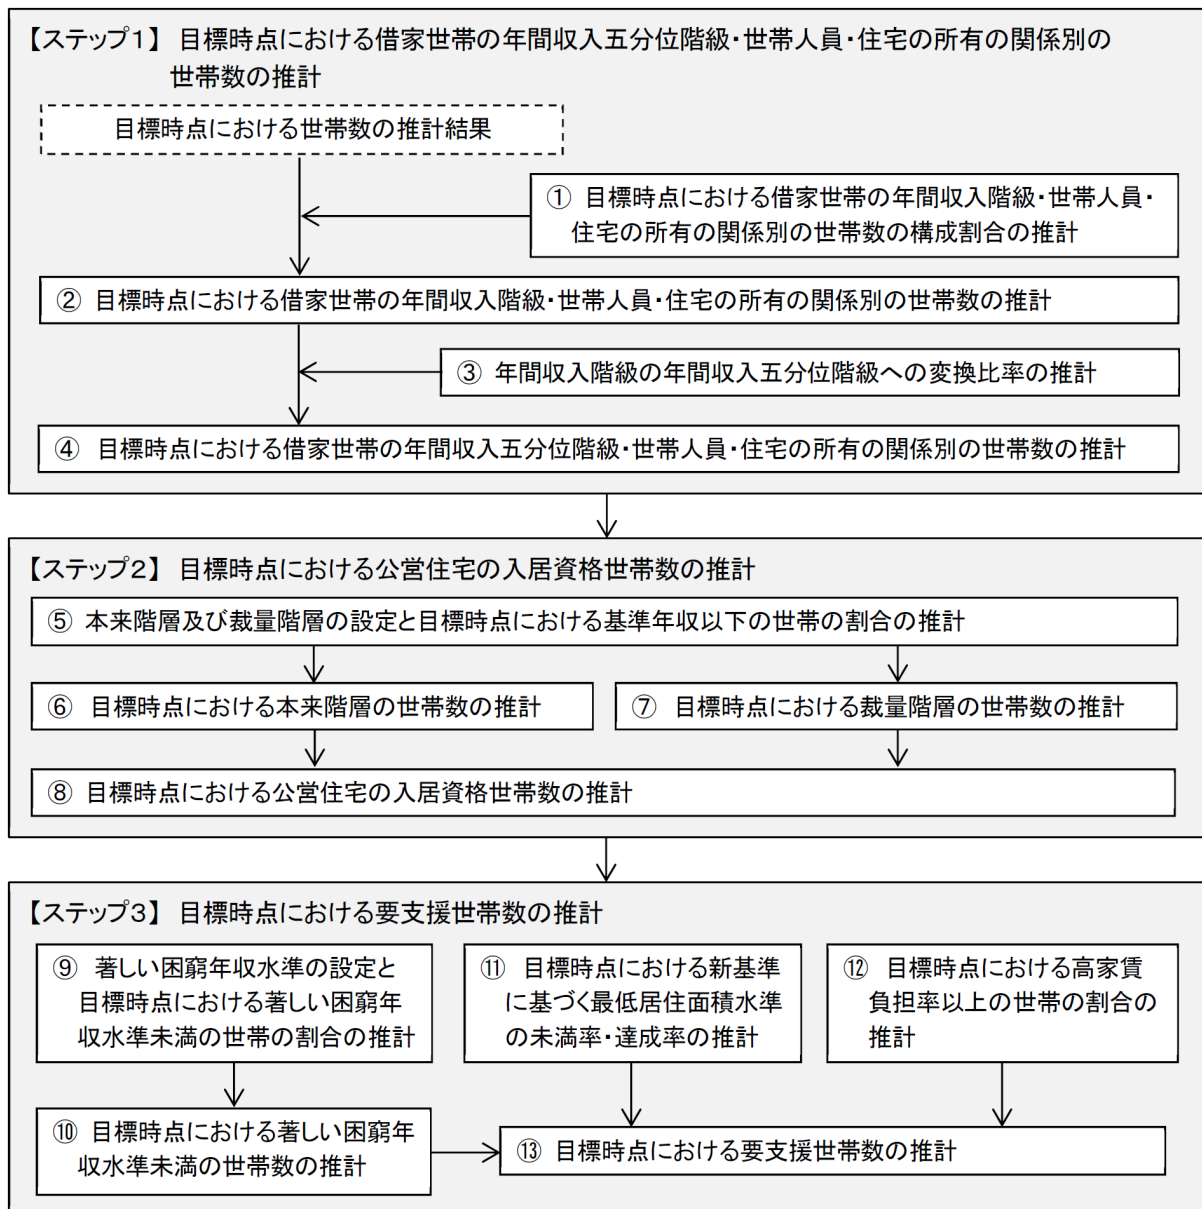 【ステップ1】 目標時点における借家世帯の年間収入五分位階級・世帯人員・住宅の所有の関係別の
世帯数の推計
目標時点における世帯数の推計結果
① 目標時点における借家世帯の年間収入階級・世帯人員・
住宅の所有の関係別の世帯数の構成割合の推計
② 目標時点における借家世帯の年間収入階級・世帯人員・住宅の所有の関係別の世帯数の推計
③ 年間収入階級の年間収入五分位階級への変換比率の推計
④ 目標時点における借家世帯の年間収入五分位階級・世帯人員・住宅の所有の関係別の世帯数の推計
【ステップ2】 目標時点における公営住宅の入居資格世帯数の推計
⑤ 本来階層及び裁量階層の設定と目標時点における基準年収以下の世帯の割合の推計
⑥ 目標時点における本来階層の世帯数の推計
⑦ 目標時点における裁量階層の世帯数の推計
⑧ 目標時点における公営住宅の入居資格世帯数の推計
【ステップ3】 目標時点における要支援世帯数の推計
⑨ 著しい困窮年収水準の設定と
目標時点における著しい困窮年
収水準未満の世帯の割合の推計
⑪ 目標時点における新基準
に基づく最低居住面積水準
の未満率・達成率の推計
⑫ 目標時点における高家賃
負担率以上の世帯の割合の
推計
⑩ 目標時点における著しい困窮年
収水準未満の世帯数の推計
⑬ 目標時点における要支援世帯数の推計